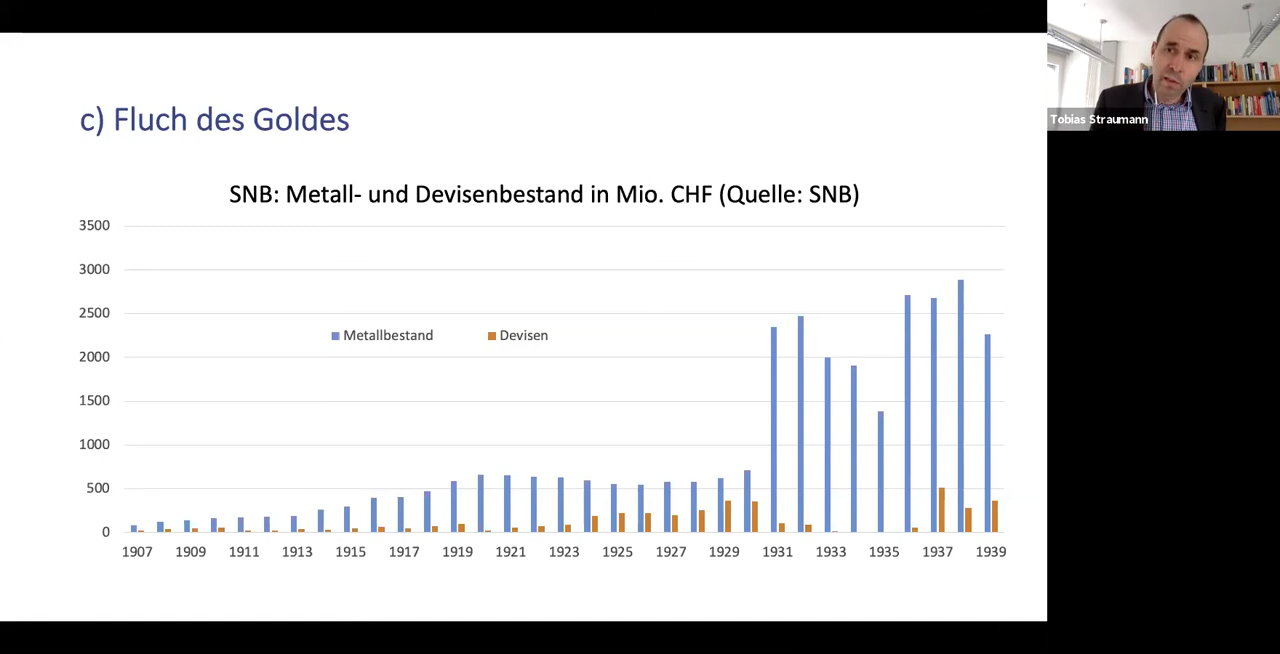 c) Fluch des Goldes
SNB: Metall- und Devisenbestand in Mio. CHF (Quelle: SNB)
3500
3000
2500
2000
1500
1000
500
0
Metallbestand
Devisen
1907 1909 1911 1913 1915 1917 1919 1921 1923 1925 1927 1929 1931 1933 1935 1937 1939
Tobias Straumann